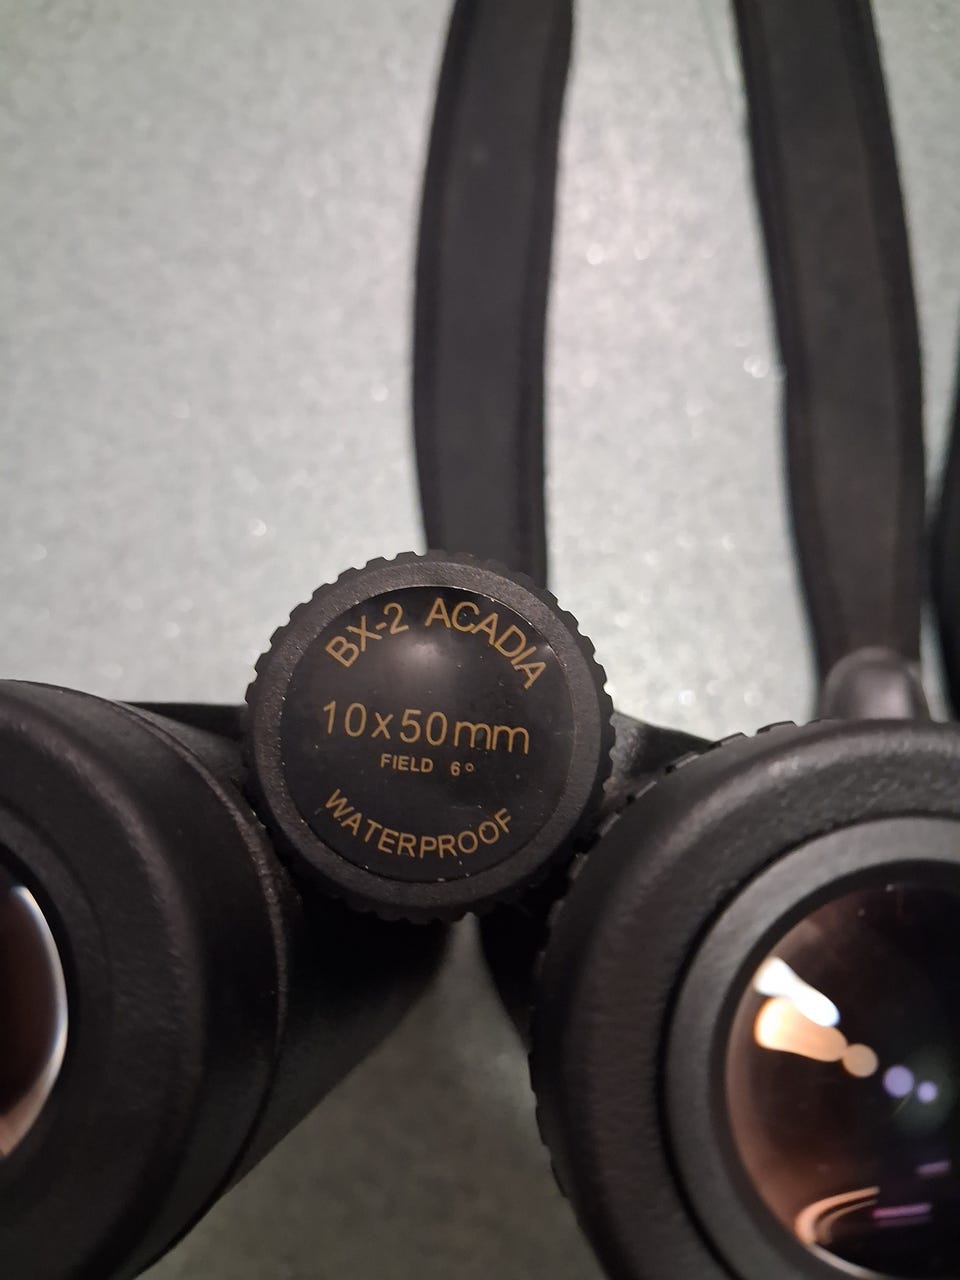 BX-2 ACADIA
10x50mm
FIELD 6°
WATERPROOF